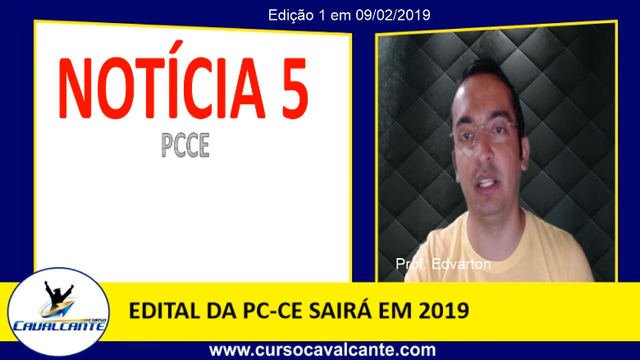 Edição 1 em 09/02/2019
NOTÍCIA 5
PCCE
Prof. Edvarton
CURSO
CAVALCANTE
EDITAL DA PC-CE SAIRÁ EM 2019
www.cursocavalcante.com